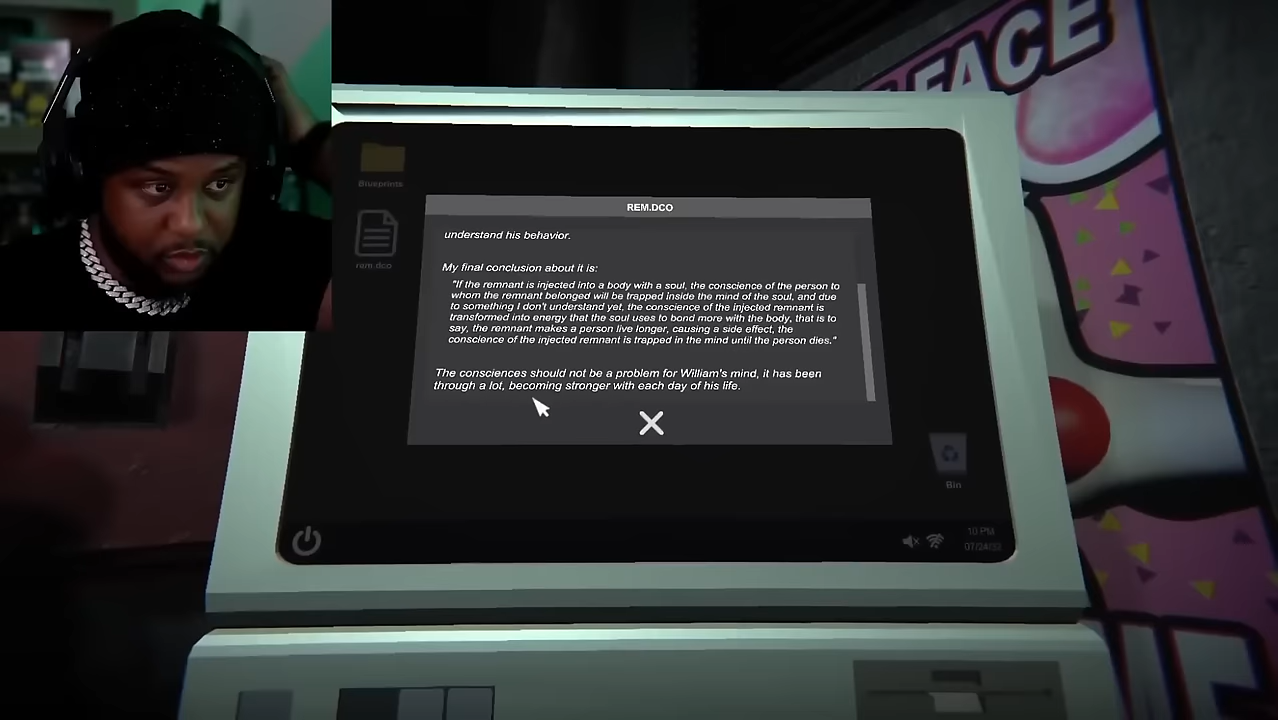 FACE
Blueprints
rem.dco
REM.DCO
understand his behavior.
My final conclusion about it is:
"If the remnant is injected into a body with a soul, the conscience of the person to
whom the remnant belonged will be trapped inside the mind of the soul, and due
to something I don't understand yet, the conscience of the injected remnant is
transformed into energy that the soul uses to bond more with the body, that is to
say, the remnant makes a person live longer, causing a side effect, the
conscience of the injected remnant is trapped in the mind until the person dies."
The consciences should not be a problem for William's mind, it has been
through a lot, becoming stronger with each day of his life.
Bin
10 PM